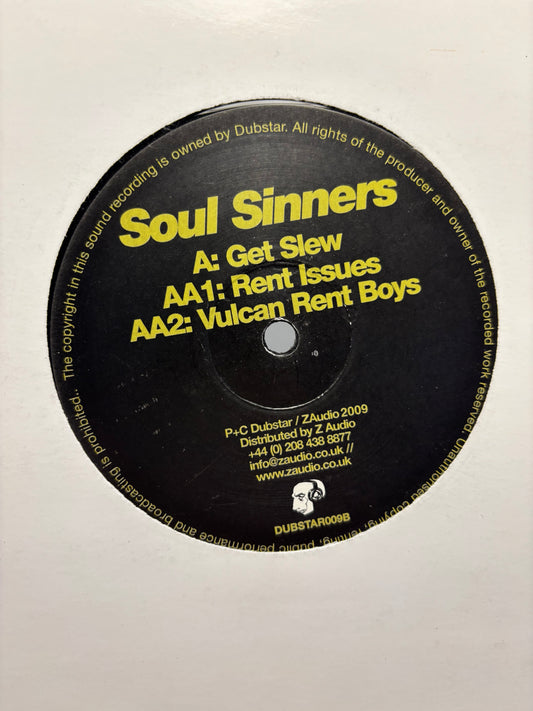 Soul Sinners
A: Get Slew
AA1: Rent Issues
AA2: Vulcan Rent Boys
P+C Dubstar / ZAudio 2009
Distributed by Z Audio
+44 (0) 208 438 8877
info@zaudio.co.uk //
www.zaudio.co.uk
DUBSTAR009B
The copyright in this sound recording is owned by Dubstar. All rights of the producer and owner of the recorded work reserved. Unauthorised copying, renting, public performance and broadcasting is prohibited..